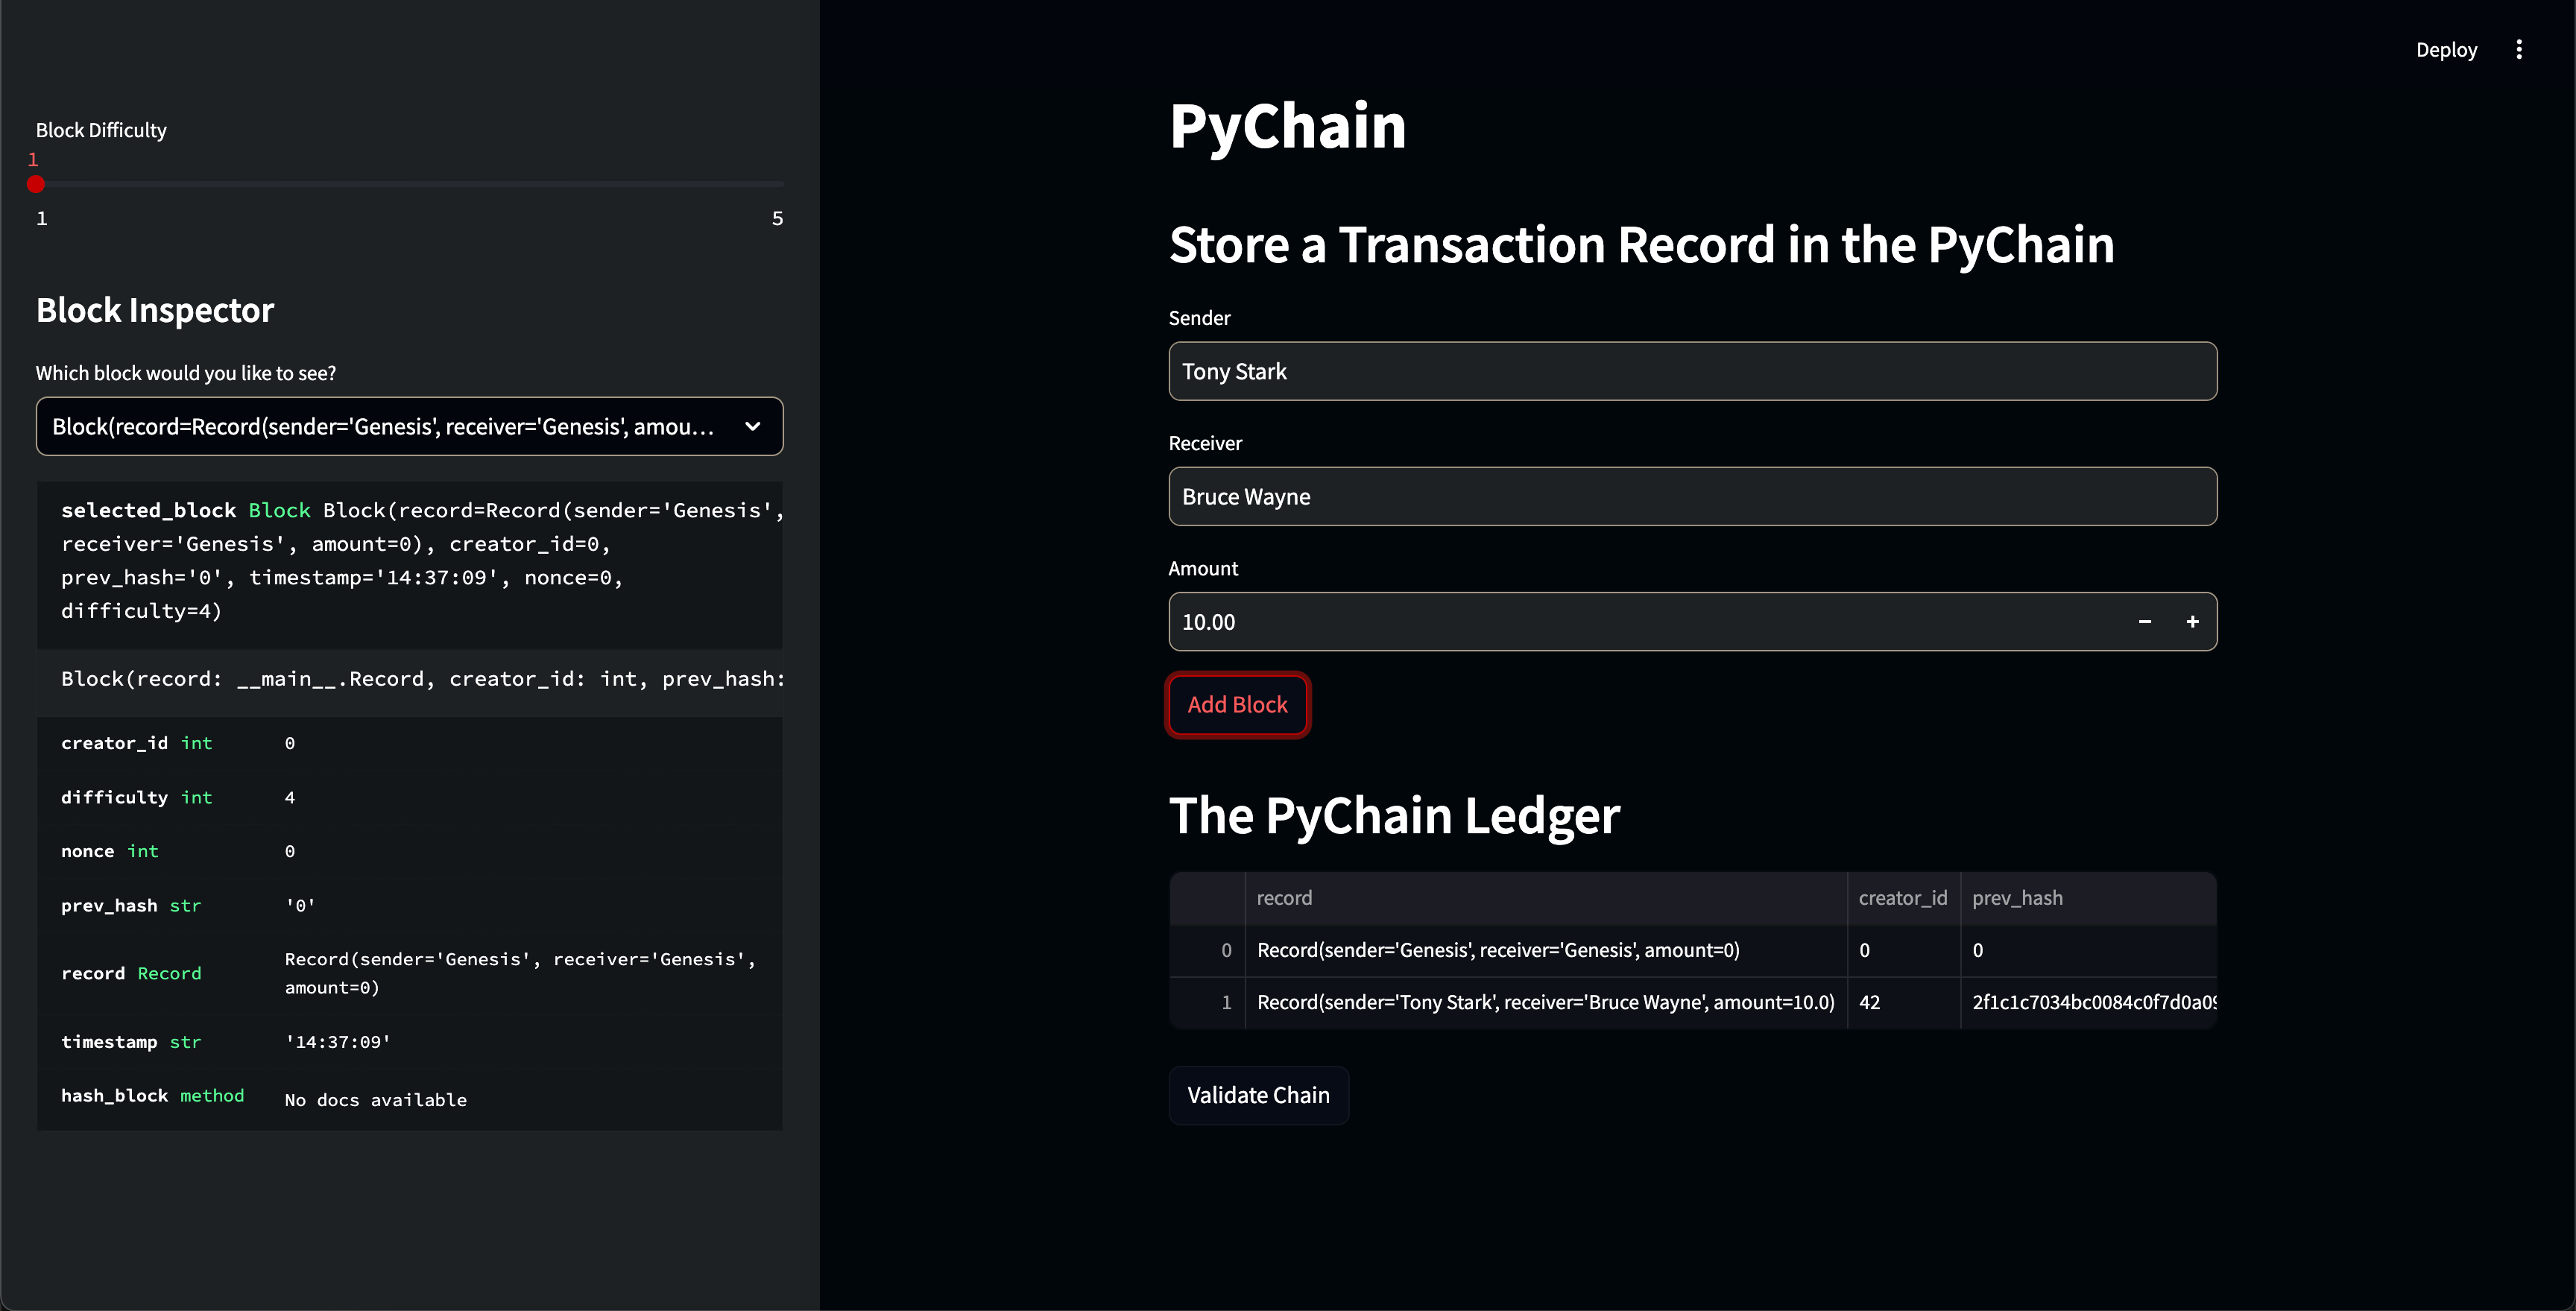 Deploy
Block Difficulty
1
1 5
Block Inspector
Which block would you like to see?
Block(record=Record(sender='Genesis', receiver='Genesis', amou...
selected_block Block Block(record=Record(sender='Genesis',
receiver='Genesis', amount=0), creator_id=0,
prev_hash='0', timestamp='14:37:09', nonce=0,
difficulty=4)
Block(record: __main__.Record, creator_id: int, prev_hash:
creator_id int 0
difficulty int 4
nonce int 0
prev_hash str '0'
record Record Record(sender='Genesis', receiver='Genesis',
amount=0)
timestamp str '14:37:09'
hash_block method No docs available
PyChain
Store a Transaction Record in the PyChain
Sender
Tony Stark
Receiver
Bruce Wayne
Amount
10.00
Add Block
The PyChain Ledger
record creator_id prev_hash
0 Record(sender='Genesis', receiver='Genesis', amount=0) 0 0
1 Record(sender='Tony Stark', receiver='Bruce Wayne', amount=10.0) 42 2f1c1c7034bc0084c0f7d0a09
Validate Chain